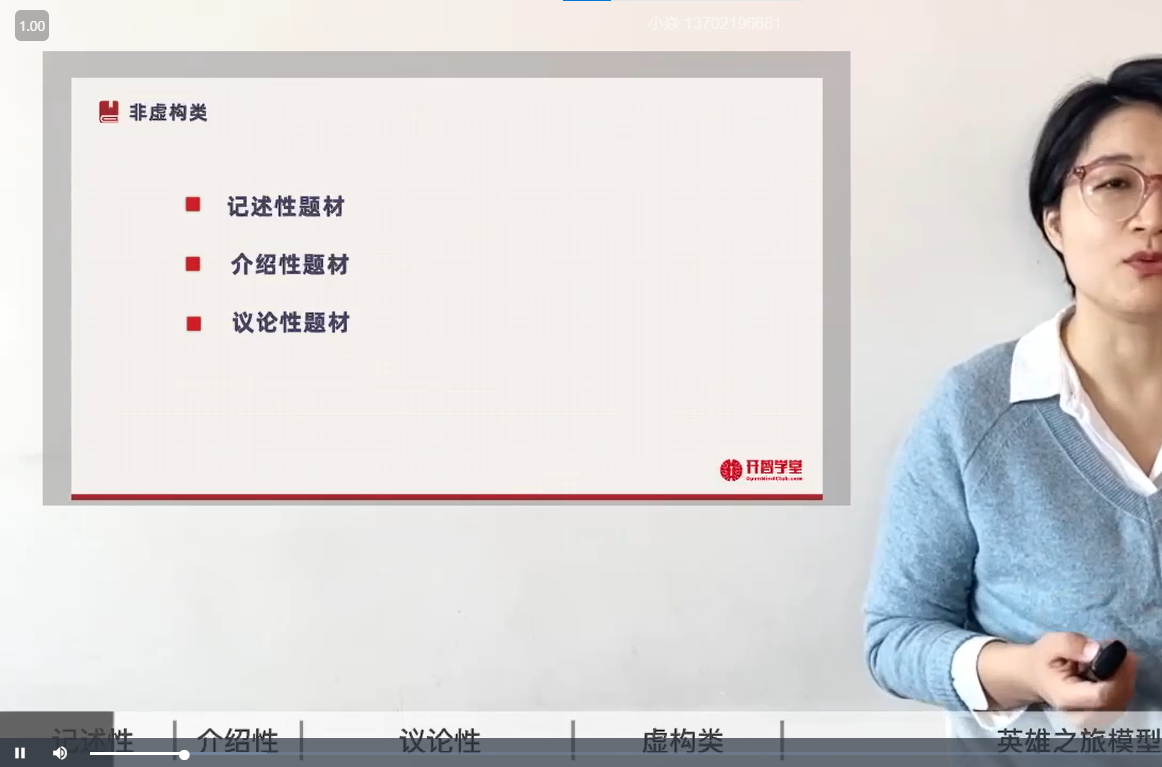 1.00
小焱 13702196681
非虚构类
记述性题材
介绍性题材
议论性题材
开智学堂
OpenMindClub.com
记述性 介绍性 议论性 虚构类 英雄之旅模型